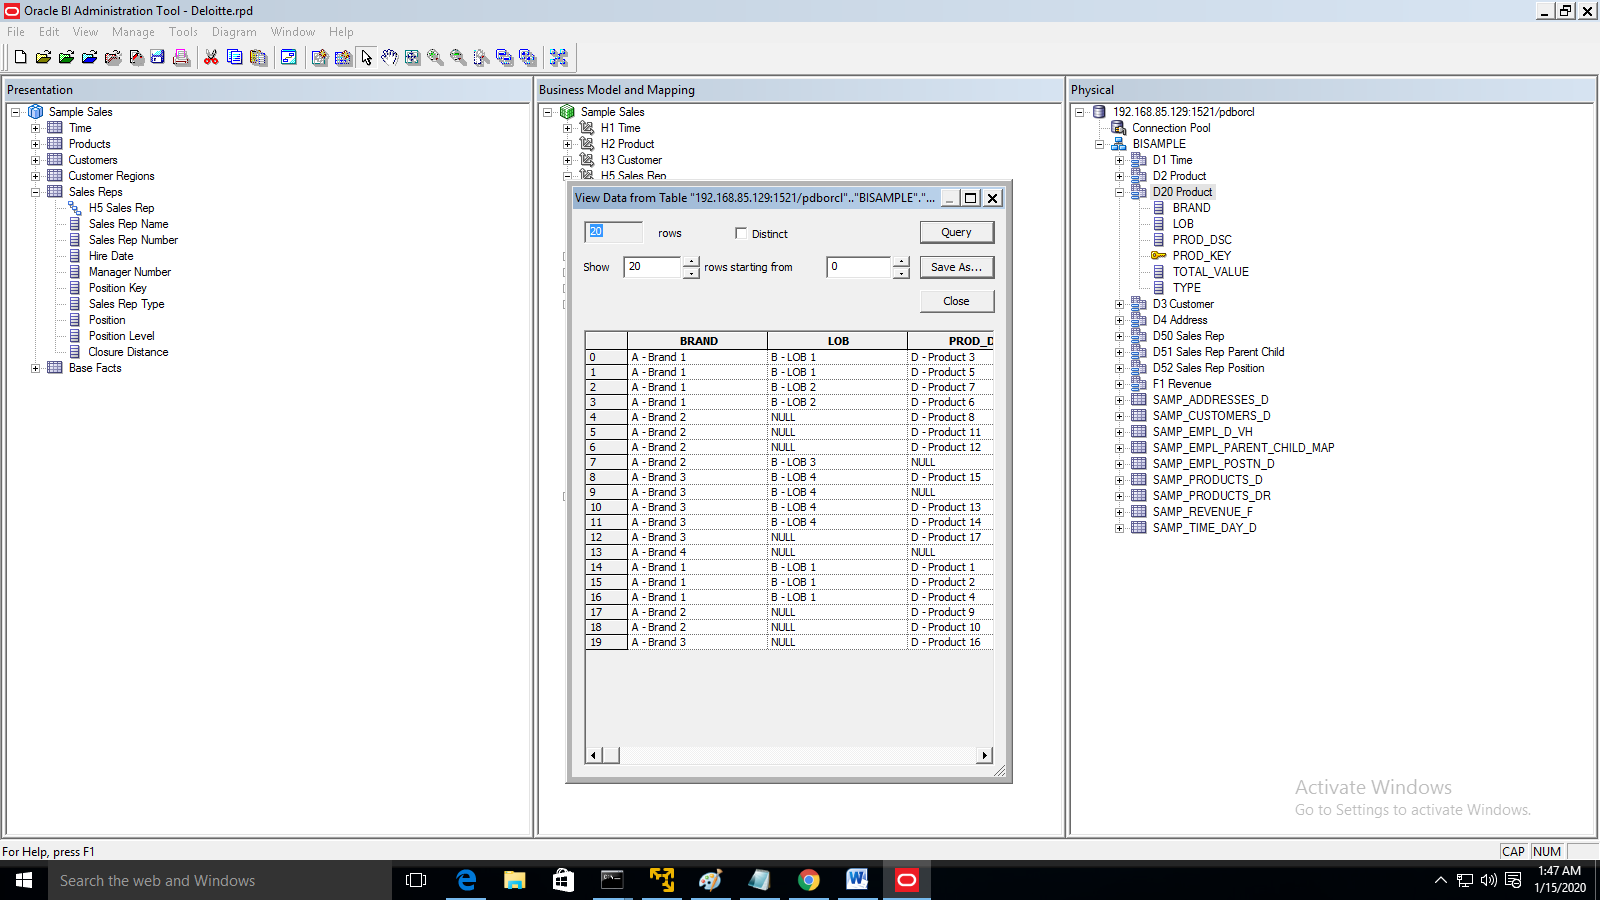 Oracle BI Administration Tool - Deloitte.rpd
File Edit View Manage Tools Diagram Window Help
Presentation
Sample Sales
Time
Products
Customers
Customer Regions
Sales Reps
H5 Sales Rep
Sales Rep Name
Sales Rep Number
Hire Date
Manager Number
Position Key
Sales Rep Type
Position
Position Level
Closure Distance
Base Facts
Business Model and Mapping
Sample Sales
H1 Time
H2 Product
H3 Customer
H5 Sales Rep
View Data from Table "192.168.85.129:1521/pdborcl".."BISAMPLE"."...
20 rows Distinct Query
Show 20 rows starting from 0 Save As...
Close
BRAND LOB PROD_D
0 A - Brand 1 B - LOB 1 D - Product 3
1 A - Brand 1 B - LOB 1 D - Product 5
2 A - Brand 1 B - LOB 2 D - Product 7
3 A - Brand 1 B - LOB 2 D - Product 6
4 A - Brand 2 NULL D - Product 8
5 A - Brand 2 NULL D - Product 11
6 A - Brand 2 NULL D - Product 12
7 A - Brand 2 B - LOB 3 NULL
8 A - Brand 3 B - LOB 4 D - Product 15
9 A - Brand 3 B - LOB 4 NULL
10 A - Brand 3 B - LOB 4 D - Product 13
11 A - Brand 3 B - LOB 4 D - Product 14
12 A - Brand 3 NULL D - Product 17
13 A - Brand 4 NULL NULL
14 A - Brand 1 B - LOB 1 D - Product 1
15 A - Brand 1 B - LOB 1 D - Product 2
16 A - Brand 1 B - LOB 1 D - Product 4
17 A - Brand 2 NULL D - Product 9
18 A - Brand 2 NULL D - Product 10
19 A - Brand 3 NULL D - Product 16
Physical
192.168.85.129:1521/pdborcl
Connection Pool
BISAMPLE
D1 Time
D2 Product
D20 Product
BRAND
LOB
PROD_DSC
PROD_KEY
TOTAL_VALUE
TYPE
D3 Customer
D4 Address
D50 Sales Rep
D51 Sales Rep Parent Child
D52 Sales Rep Position
F1 Revenue
SAMP_ADDRESSES_D
SAMP_CUSTOMERS_D
SAMP_EMPL_D_VH
SAMP_EMPL_PARENT_CHILD_MAP
SAMP_EMPL_POSTN_D
SAMP_PRODUCTS_D
SAMP_PRODUCTS_DR
SAMP_REVENUE_F
SAMP_TIME_DAY_D
Activate Windows
Go to Settings to activate Windows.
For Help, press F1
CAP NUM
Search the web and Windows
1:47 AM
1/15/2020